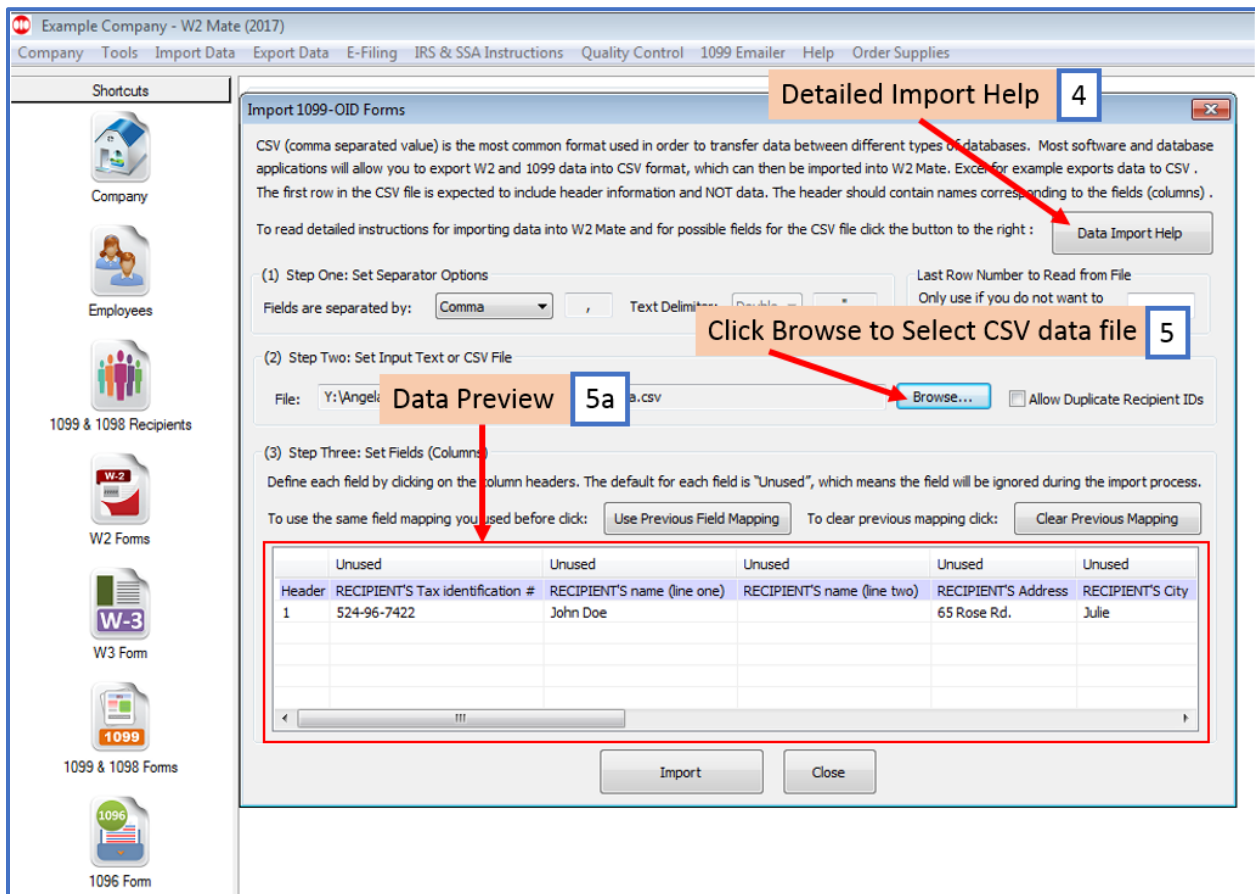 Example Company - W2 Mate (2017)
Company Tools Import Data Export Data E-Filing IRS & SSA Instructions Quality Control 1099 Emailer Help Order Supplies
Shortcuts
Company
Employees
1099 & 1098 Recipients
W-2
W2 Forms
W-3
W3 Form
1099
1099 & 1098 Forms
1096
1096 Form
Detailed Import Help 4
Import 1099-OID Forms
CSV (comma separated value) is the most common format used in order to transfer data between different types of databases. Most software and database
applications will allow you to export W2 and 1099 data into CSV format, which can then be imported into W2 Mate. Excel for example exports data to CSV .
The first row in the CSV file is expected to include header information and NOT data. The header should contain names corresponding to the fields (columns) .
To read detailed instructions for importing data into W2 Mate and for possible fields for the CSV file click the button to the right :
Data Import Help
(1) Step One: Set Separator Options
Fields are separated by: Comma , Text Delimiter: Double "
Last Row Number to Read from File
Only use if you do not want to
Click Browse to Select CSV data file 5
(2) Step Two: Set Input Text or CSV File
File: Y:\Angela a.csv Browse... Allow Duplicate Recipient IDs
Data Preview 5a
(3) Step Three: Set Fields (Columns)
Define each field by clicking on the column headers. The default for each field is "Unused", which means the field will be ignored during the import process.
To use the same field mapping you used before click: Use Previous Field Mapping To clear previous mapping click: Clear Previous Mapping
Unused Unused Unused Unused Unused
Header RECIPIENT'S Tax identification # RECIPIENT'S name (line one) RECIPIENT'S name (line two) RECIPIENT'S Address RECIPIENT'S City
1 524-96-7422 John Doe 65 Rose Rd. Julie
Import Close